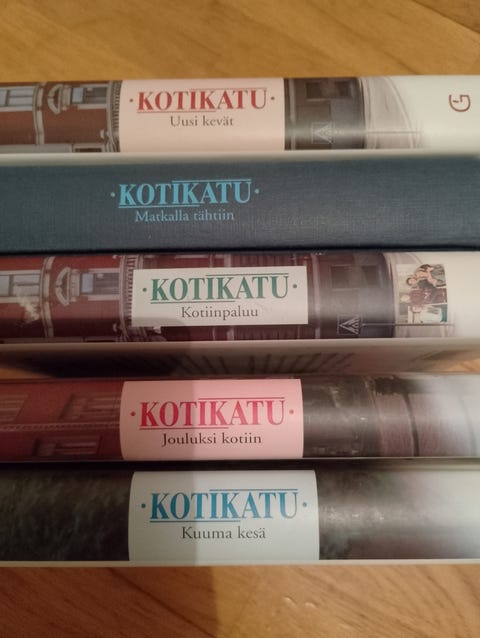 ·KOTIKATU·
Uusi kevät
G
·KOTIKATU·
Matkalla tähtiin
·KOTIKATU·
Kotiinpaluu
·KOTIKATU·
Jouluksi kotiin
·KOTIKATU·
Kuuma kesä